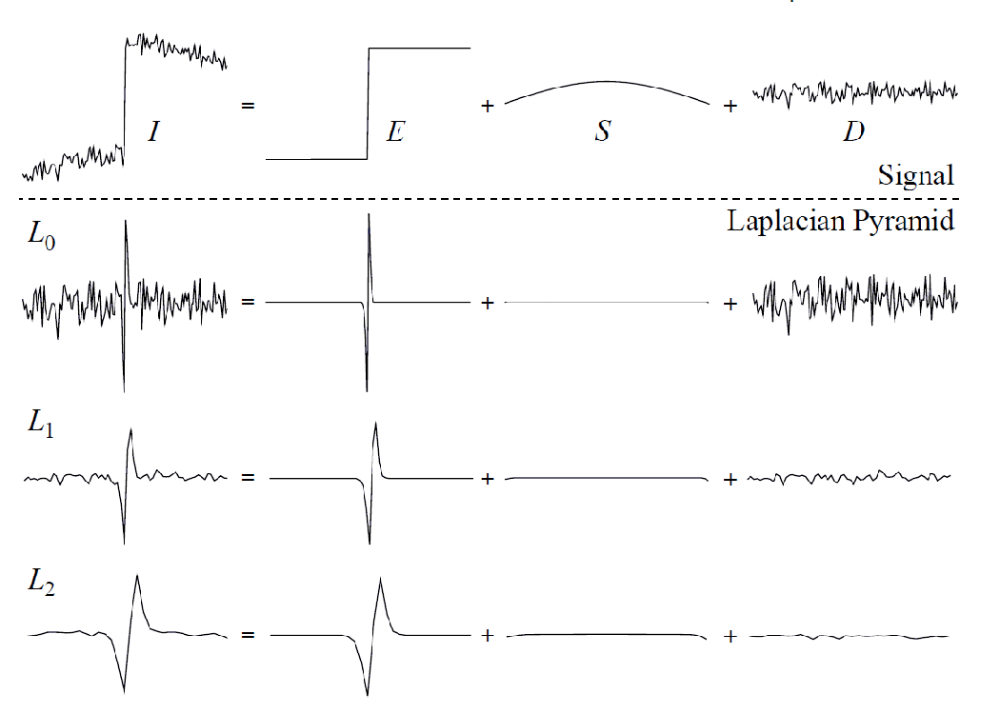 = + +
I E S D
Signal
Laplacian Pyramid
L0
= + +
L1
= + +
L2
= + +